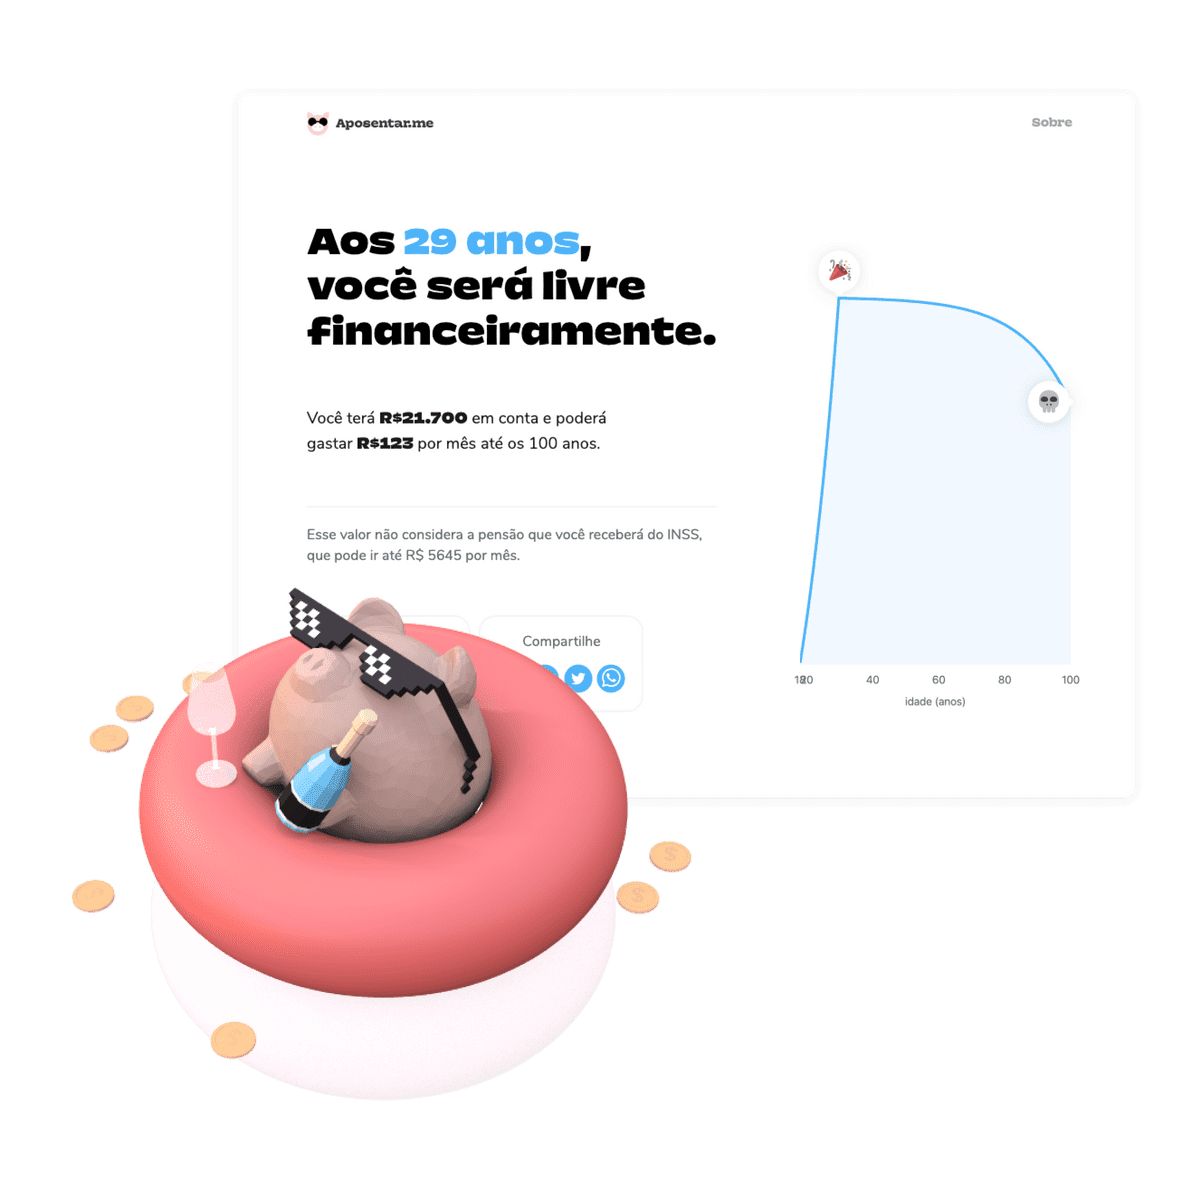 Aposentar.me
Sobre
Aos 29 anos,
você será livre
financeiramente.
Você terá R$21.700 em conta e poderá
gastar R$123 por mês até os 100 anos.
Esse valor não considera a pensão que você receberá do INSS,
que pode ir até R$ 5645 por mês.
Compartilhe
20
40
60
80
100
idade (anos)